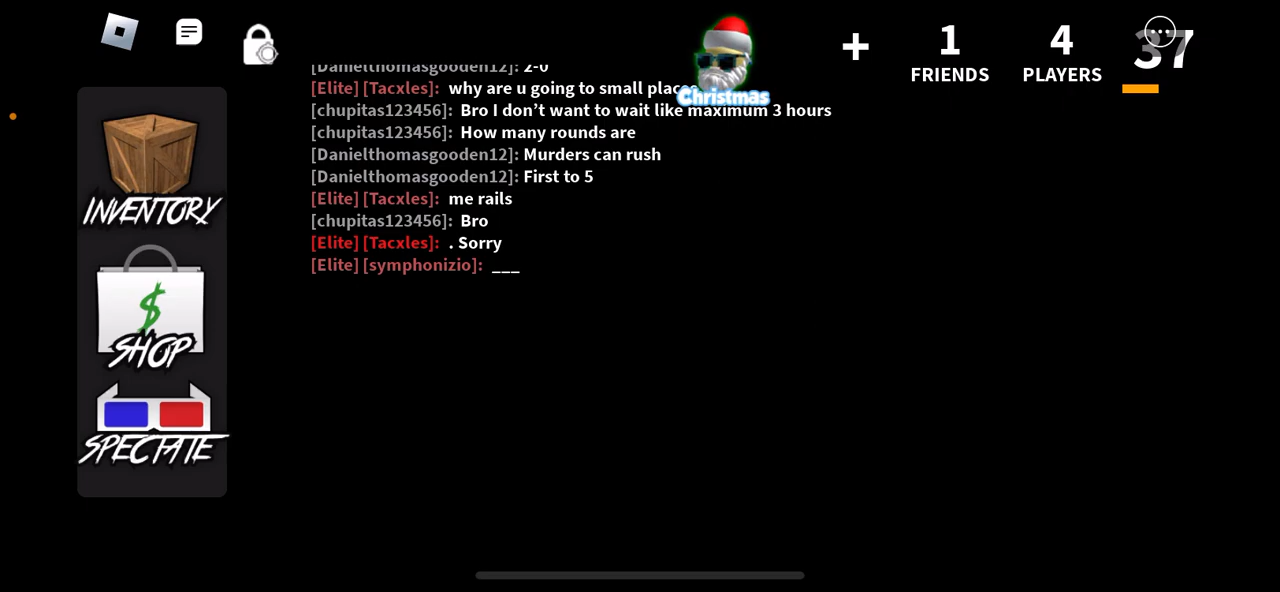 1
4
37
FRIENDS
PLAYERS
Christmas
[Danielthomasgooden12]: 2-0
[Elite] [Tacxles]: why are u going to small places
[chupitas123456]: Bro I don’t want to wait like maximum 3 hours
[chupitas123456]: How many rounds are
[Danielthomasgooden12]: Murders can rush
[Danielthomasgooden12]: First to 5
[Elite] [Tacxles]: me rails
[chupitas123456]: Bro
[Elite] [Tacxles]: . Sorry
[Elite] [symphonizio]: ___
INVENTORY
$
SHOP
SPECTATE